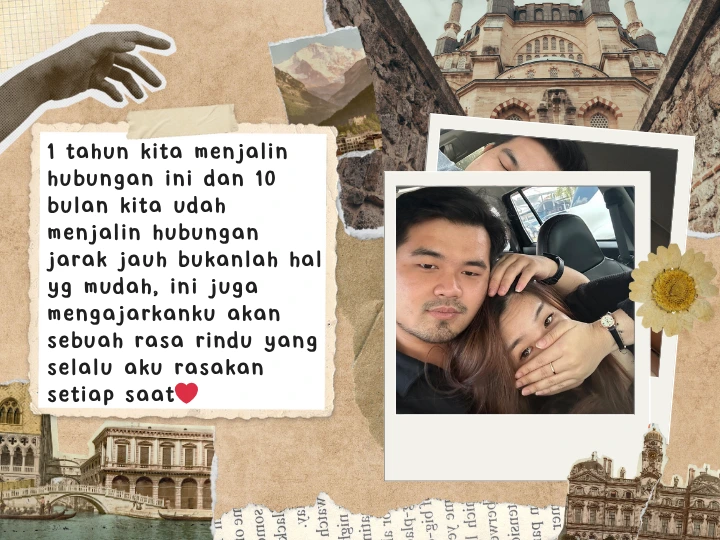 1 tahun kita menjalin
hubungan ini dan 10
bulan kita udah
menjalin hubungan
jarak jauh bukanlah hal
yg mudah, ini juga
mengajarkanku akan
sebuah rasa rindu yang
selalu aku rasakan
setiap saat❤️